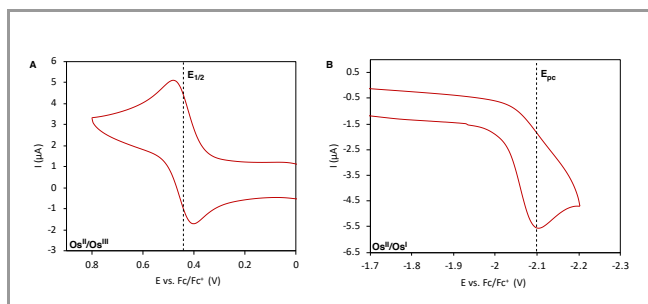 A
B
E1/2
Epc
6
5
4
3
2
1
0
-1
-2
-3
I (µA)
OsII/OsIII
0.8 0.6 0.4 0.2 0
E vs. Fc/Fc+ (V)
0.5
-0.5
-1.5
-2.5
-3.5
-4.5
-5.5
-6.5
I (µA)
OsII/OsI
-1.7 -1.8 -1.9 -2 -2.1 -2.2 -2.3
E vs. Fc/Fc+ (V)